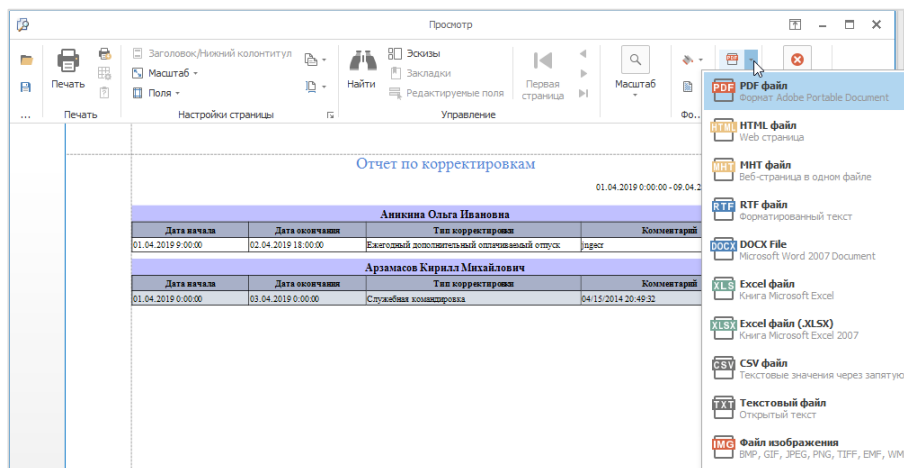 Просмотр
Заголовок/Нижний колонтитул
Масштаб
Поля
Печать
Эскизы
Закладки
Редактируемые поля
Найти
Первая
страница
Масштаб
...
Печать
Настройки страницы
Управление
Фо...
PDF
PDF файл
Формат Adobe Portable Document
HTML
HTML файл
Web страница
MHT
MHT файл
Веб-страница в одном файле
RTF
RTF файл
Форматированный текст
DOCX
DOCX File
Microsoft Word 2007 Document
XLS
Excel файл
Книга Microsoft Excel
XLSX
Excel файл (.XLSX)
Книга Microsoft Excel 2007
CSV
CSV файл
Текстовые значения через запятую
TXT
Текстовый файл
Открытый текст
IMG
Файл изображения
BMP, GIF, JPEG, PNG, TIFF, EMF, WM
Отчет по корректировкам
01.04.2019 0:00:00 - 09.04.2
Аникина Ольга Ивановна
Дата начала Дата окончания Тип корректировки Комментарий
01.04.2019 9:00:00 02.04.2019 18:00:00 Ежегодный дополнительный оплачиваемый отпуск jngecr
Арзамасов Кирилл Михайлович
Дата начала Дата окончания Тип корректировки Комментарий
01.04.2019 0:00:00 03.04.2019 0:00:00 Служебная командировка 04/15/2014 20:49:32